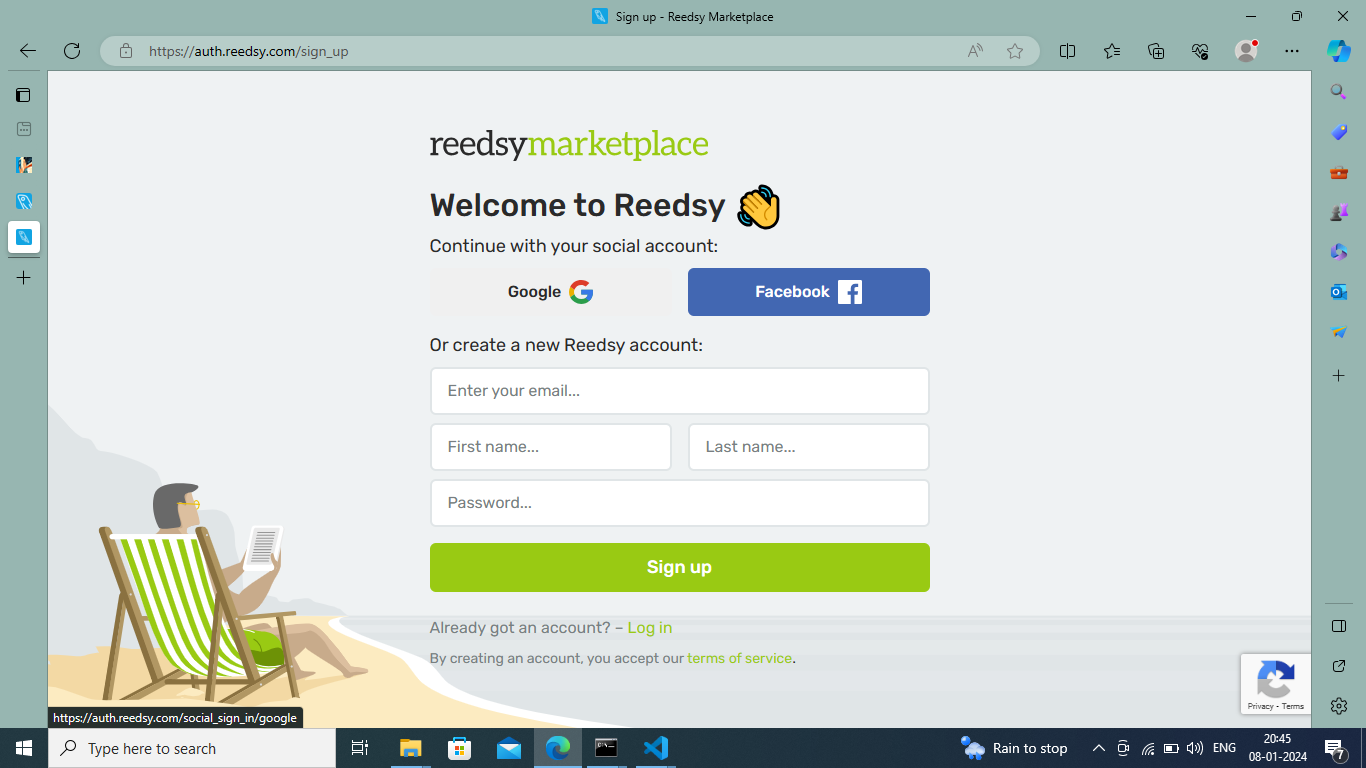 Sign up - Reedsy Marketplace
https://auth.reedsy.com/sign_up
reedsymarketplace
Welcome to Reedsy
Continue with your social account:
Google
Facebook
Or create a new Reedsy account:
Enter your email...
First name...
Last name...
Password...
Sign up
Already got an account? – Log in
By creating an account, you accept our terms of service.
Privacy - Terms
https://auth.reedsy.com/social_sign_in/google
Type here to search
Rain to stop
ENG
20:45
08-01-2024
7